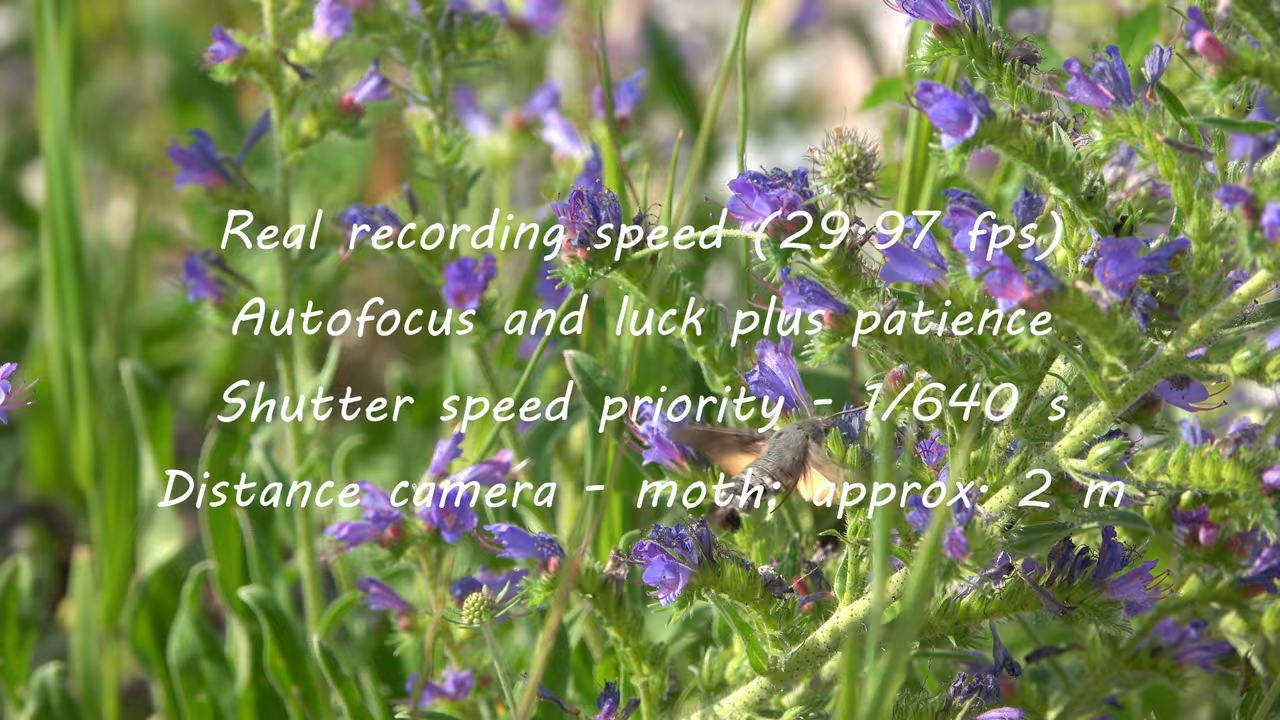 Real recording speed (29.97 fps)
Autofocus and luck plus patience
Shutter speed priority - 1/640 s
Distance camera - moth: approx. 2 m